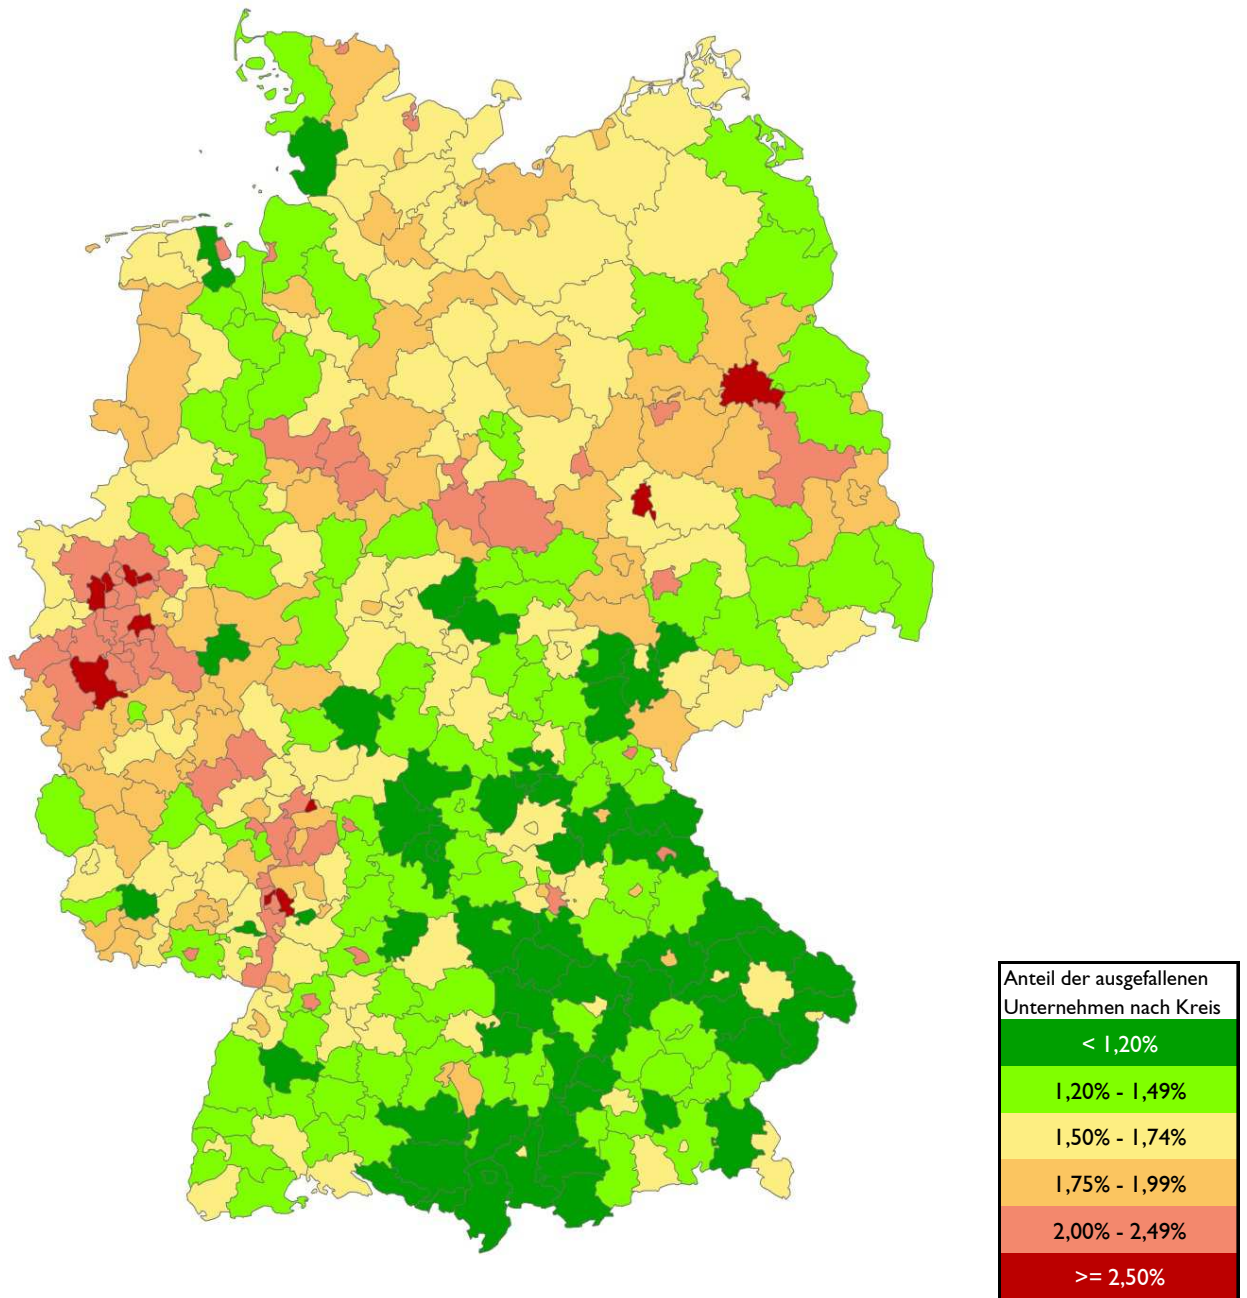 Anteil der ausgefallenen
Unternehmen nach Kreis
< 1,20%
1,20% - 1,49%
1,50% - 1,74%
1,75% - 1,99%
2,00% - 2,49%
>= 2,50%